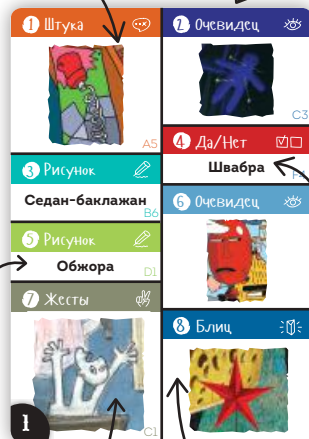 1 Штука
A5
2 Очевидец
C3
3 Рисунок
Седан-баклажан
B6
4 Да/Нет
Швабра
5 Рисунок
Обжора
D1
6 Очевидец
7 Жесты
C1
8 Блиц
1